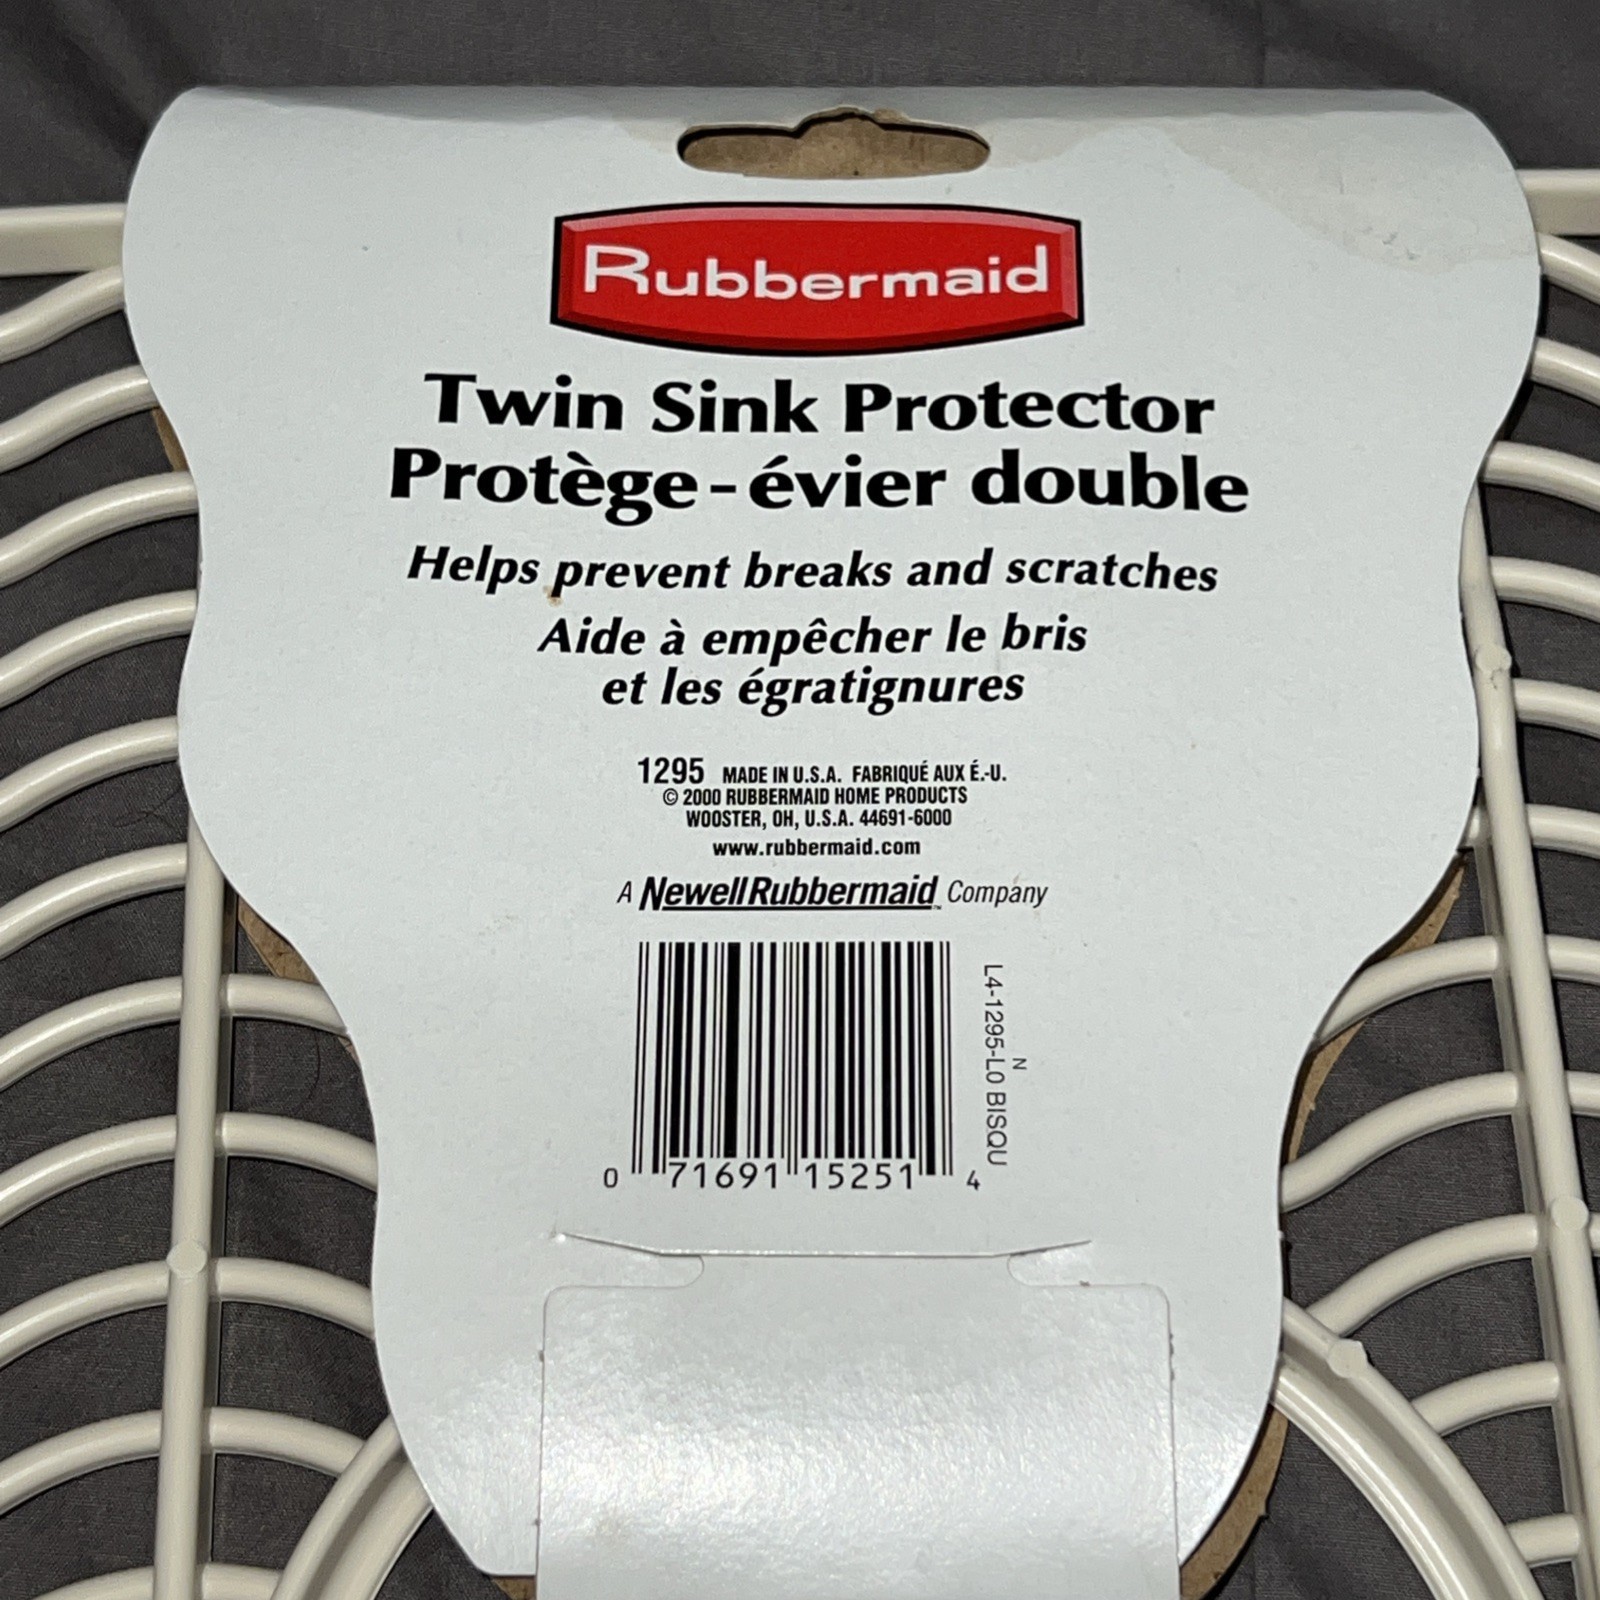 Rubbermaid
Twin Sink Protector
Protège-évier double
Helps prevent breaks and scratches
Aide à empêcher le bris
et les égratignures
1295 MADE IN U.S.A. FABRIQUÉ AUX É.-U.
© 2000 RUBBERMAID HOME PRODUCTS
WOOSTER, OH, U.S.A. 44691-6000
www.rubbermaid.com
A Newell Rubbermaid™ Company
0 71691 15251 4
N
L4-1295-L0 BISQU